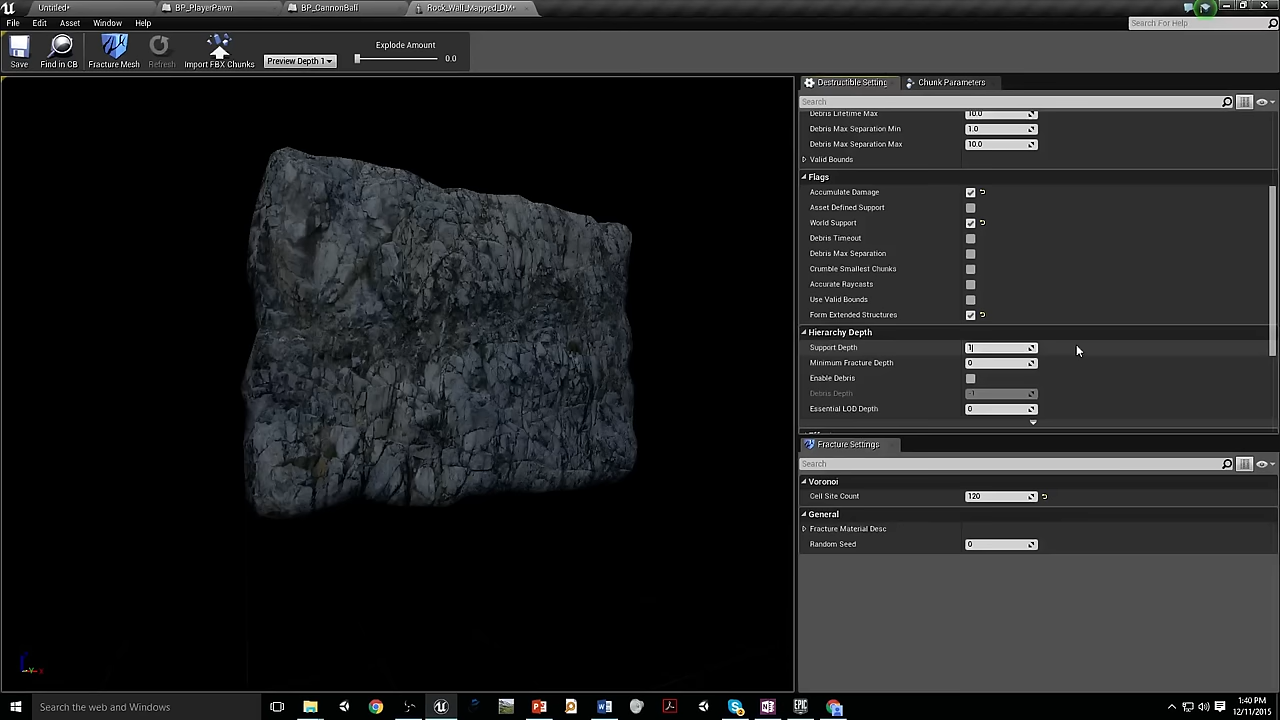 Untitled*
BP_PlayerPawn
BP_CannonBall
Rock_Wall_Mapped_DM*
File Edit Asset Window Help
Search For Help
Save
Find in CB
Fracture Mesh
Refresh
Import FBX Chunks
Preview Depth 1
Explode Amount
0.0
Destructible Setting
Chunk Parameters
Search
Debris Lifetime Max 10.0
Debris Max Separation Min 1.0
Debris Max Separation Max 10.0
Valid Bounds
Flags
Accumulate Damage
Asset Defined Support
World Support
Debris Timeout
Debris Max Separation
Crumble Smallest Chunks
Accurate Raycasts
Use Valid Bounds
Form Extended Structures
Hierarchy Depth
Support Depth 1
Minimum Fracture Depth 0
Enable Debris
Debris Depth -1
Essential LOD Depth 0
Fracture Settings
Search
Voronoi
Cell Site Count 120
General
Fracture Material Desc
Random Seed 0
Search the web and Windows
1:40 PM
12/11/2015